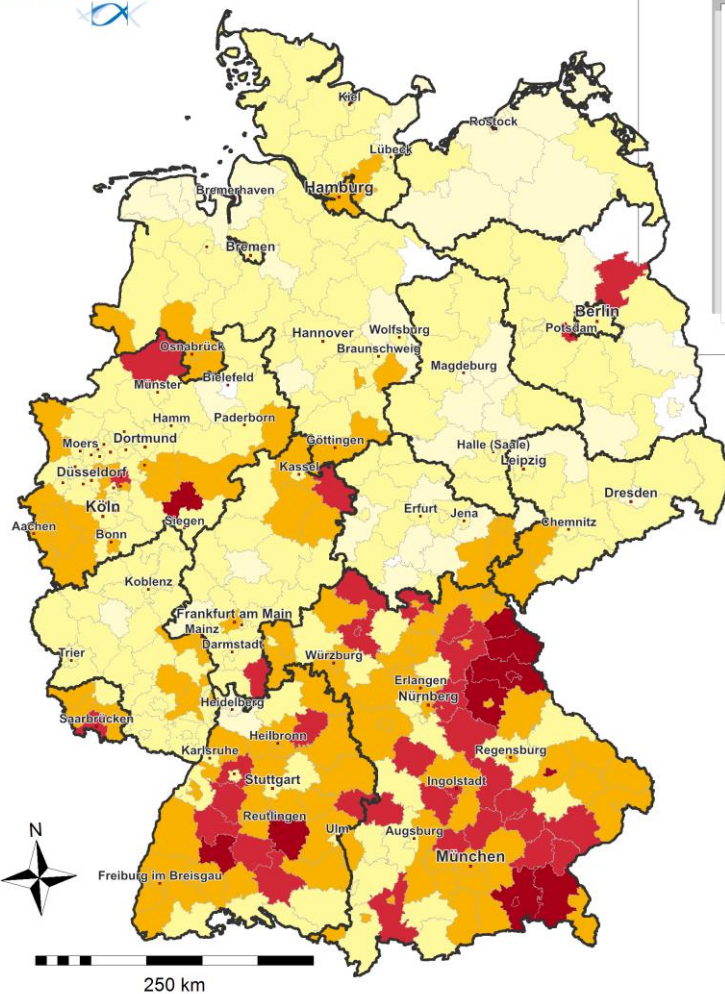 Kiel
Rostock
Lübeck
Hamburg
Bremerhaven
Bremen
Berlin
Potsdam
Hannover
Wolfsburg
Braunschweig
Osnabrück
Magdeburg
Münster
Bielefeld
Hamm
Paderborn
Moers
Dortmund
Göttingen
Halle (Saale)
Leipzig
Düsseldorf
Kassel
Dresden
Köln
Erfurt
Jena
Siegen
Chemnitz
Aachen
Bonn
Koblenz
Frankfurt am Main
Mainz
Darmstadt
Würzburg
Trier
Erlangen
Nürnberg
Heidelberg
Saarbrücken
Heilbronn
Karlsruhe
Regensburg
Stuttgart
Ingolstadt
Reutlingen
Ulm
Augsburg
N
München
Freiburg im Breisgau
250 km